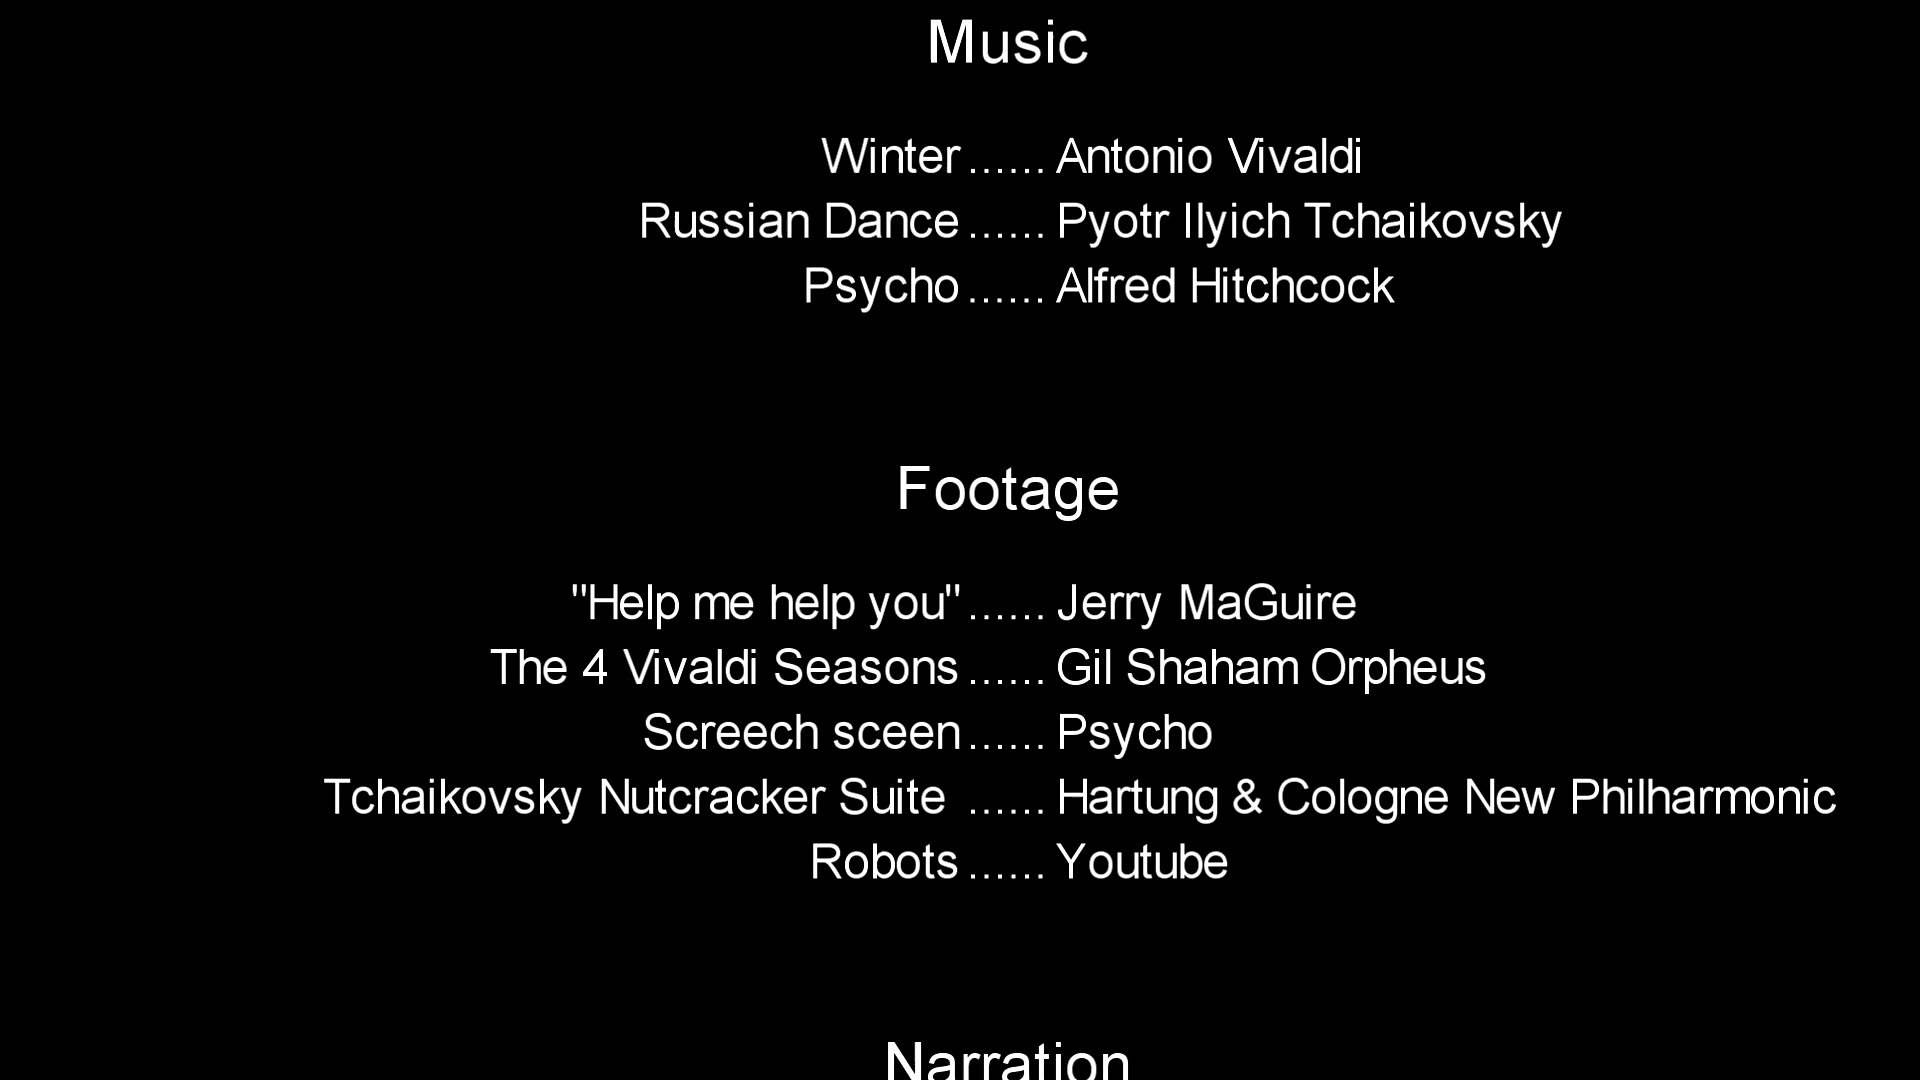 Music
Winter ...... Antonio Vivaldi
Russian Dance ...... Pyotr Ilyich Tchaikovsky
Psycho ...... Alfred Hitchcock
Footage
"Help me help you" ...... Jerry MaGuire
The 4 Vivaldi Seasons ...... Gil Shaham Orpheus
Screech sceen ...... Psycho
Tchaikovsky Nutcracker Suite ...... Hartung & Cologne New Philharmonic
Robots ...... Youtube
Narration